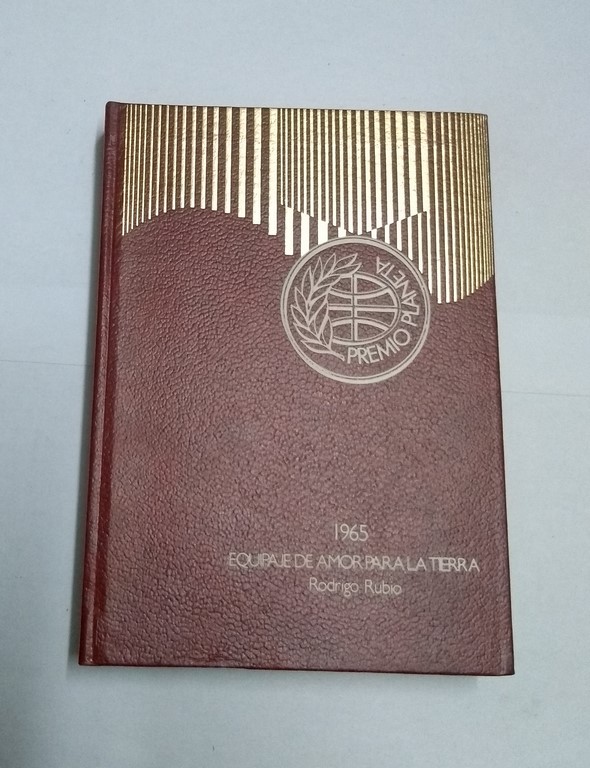 PREMIO PLANETA
1965
EQUIPAJE DE AMOR PARA LA TIERRA
Rodrigo Rubio